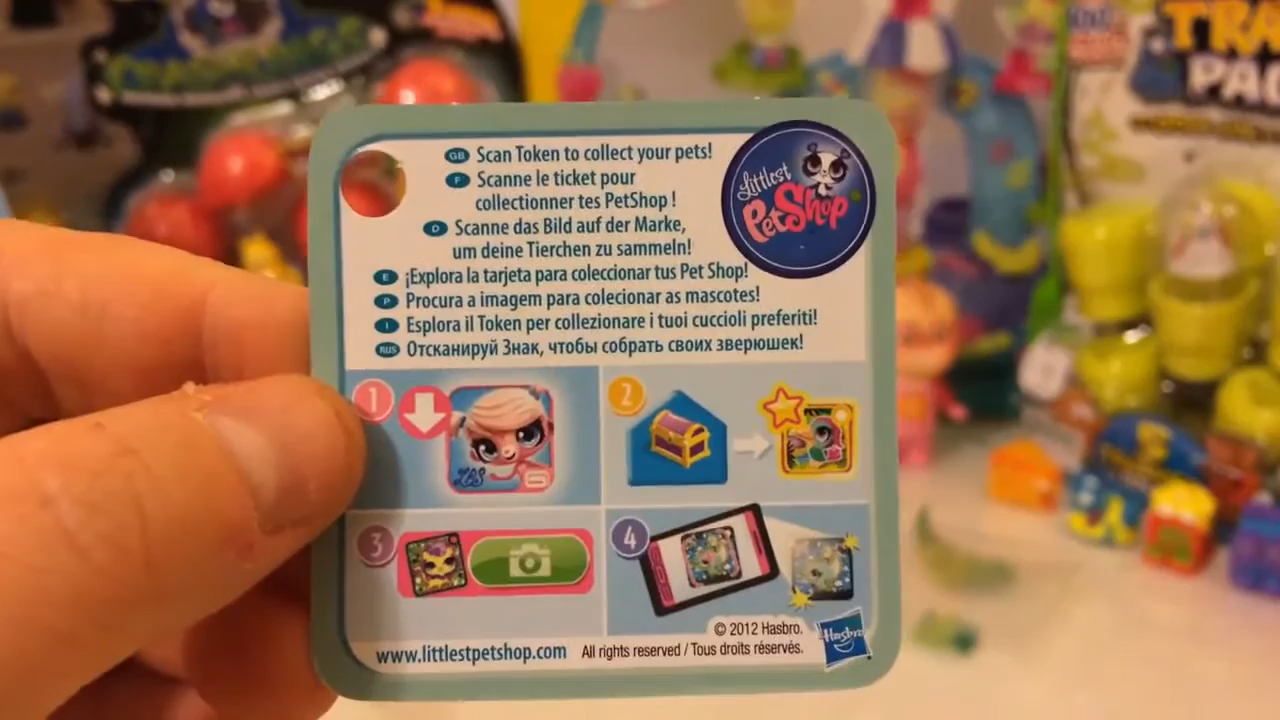 GB Scan Token to collect your pets!
F Scanne le ticket pour
collectionner tes PetShop !
D Scanne das Bild auf der Marke,
um deine Tierchen zu sammeln!
E ¡Explora la tarjeta para coleccionar tus Pet Shop!
P Procura a imagem para colecionar as mascotes!
I Esplora il Token per collezionare i tuoi cuccioli preferiti!
RUS Отсканируй Знак, чтобы собрать своих зверюшек!
Littlest
PetShop
1
2
LPS
3
4
© 2012 Hasbro.
www.littlestpetshop.com All rights reserved / Tous droits réservés.
Hasbro
TRA
PAC